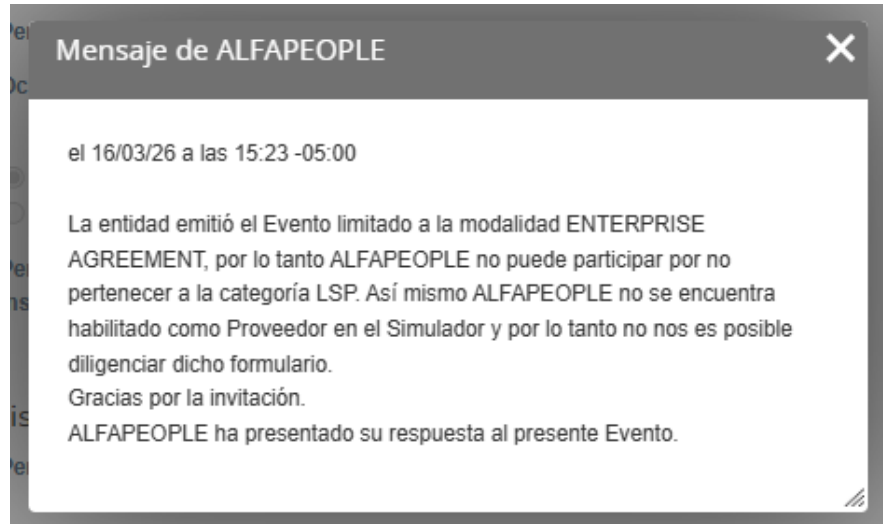 Mensaje de ALFAPEOPLE
el 16/03/26 a las 15:23 -05:00
La entidad emitió el Evento limitado a la modalidad ENTERPRISE
AGREEMENT, por lo tanto ALFAPEOPLE no puede participar por no
pertenecer a la categoría LSP. Así mismo ALFAPEOPLE no se encuentra
habilitado como Proveedor en el Simulador y por lo tanto no nos es posible
diligenciar dicho formulario.
Gracias por la invitación.
ALFAPEOPLE ha presentado su respuesta al presente Evento.